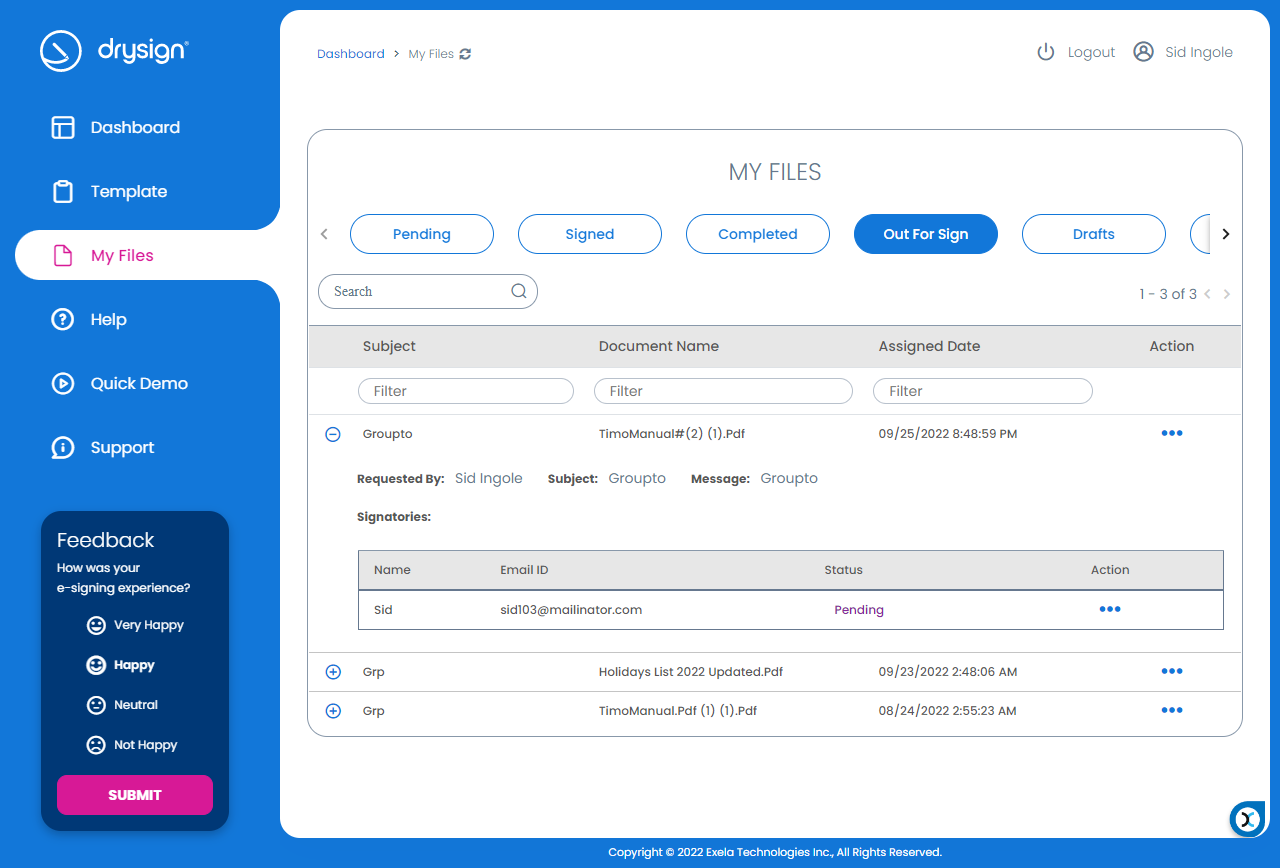 drysign®
Dashboard
Template
My Files
Help
Quick Demo
Support
Feedback
How was your
e-signing experience?
Very Happy
Happy
Neutral
Not Happy
SUBMIT
Dashboard > My Files
Logout Sid Ingole
MY FILES
Pending Signed Completed Out For Sign Drafts
Search
1 - 3 of 3
Subject Document Name Assigned Date Action
Filter Filter Filter
Groupto TimoManual#(2) (1).Pdf 09/25/2022 8:48:59 PM
Requested By: Sid Ingole Subject: Groupto Message: Groupto
Signatories:
Name Email ID Status Action
Sid sid103@mailinator.com Pending
Grp Holidays List 2022 Updated.Pdf 09/23/2022 2:48:06 AM
Grp TimoManual.Pdf (1) (1).Pdf 08/24/2022 2:55:23 AM
Copyright © 2022 Exela Technologies Inc., All Rights Reserved.